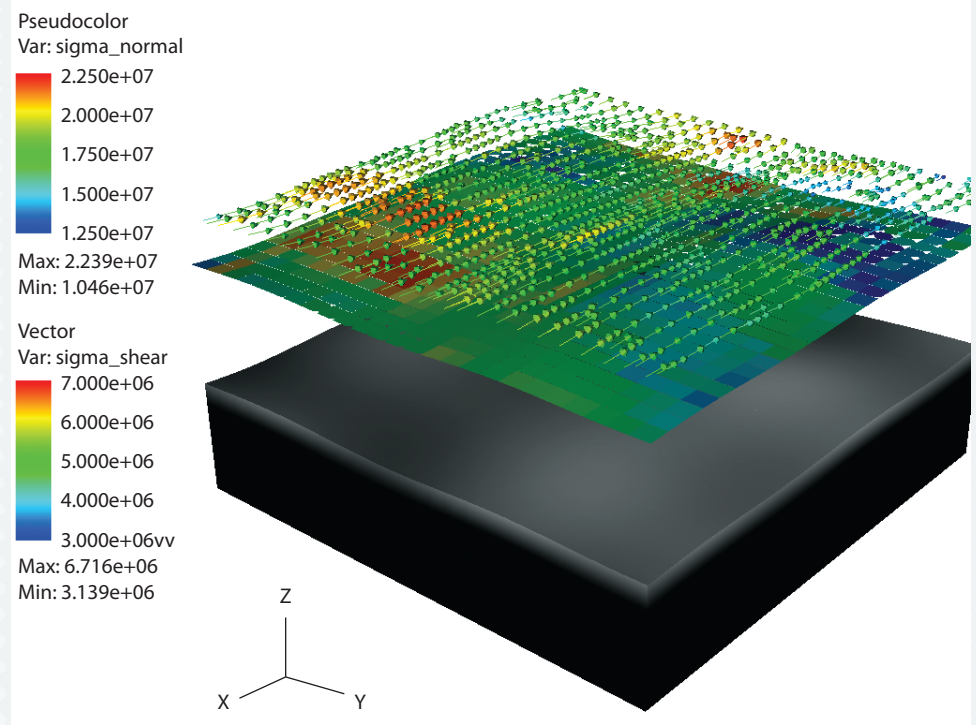 Pseudocolor
Var: sigma_normal
2.250e+07
2.000e+07
1.750e+07
1.500e+07
1.250e+07
Max: 2.239e+07
Min: 1.046e+07
Vector
Var: sigma_shear
7.000e+06
6.000e+06
5.000e+06
4.000e+06
3.000e+06vv
Max: 6.716e+06
Min: 3.139e+06
Z
X
Y